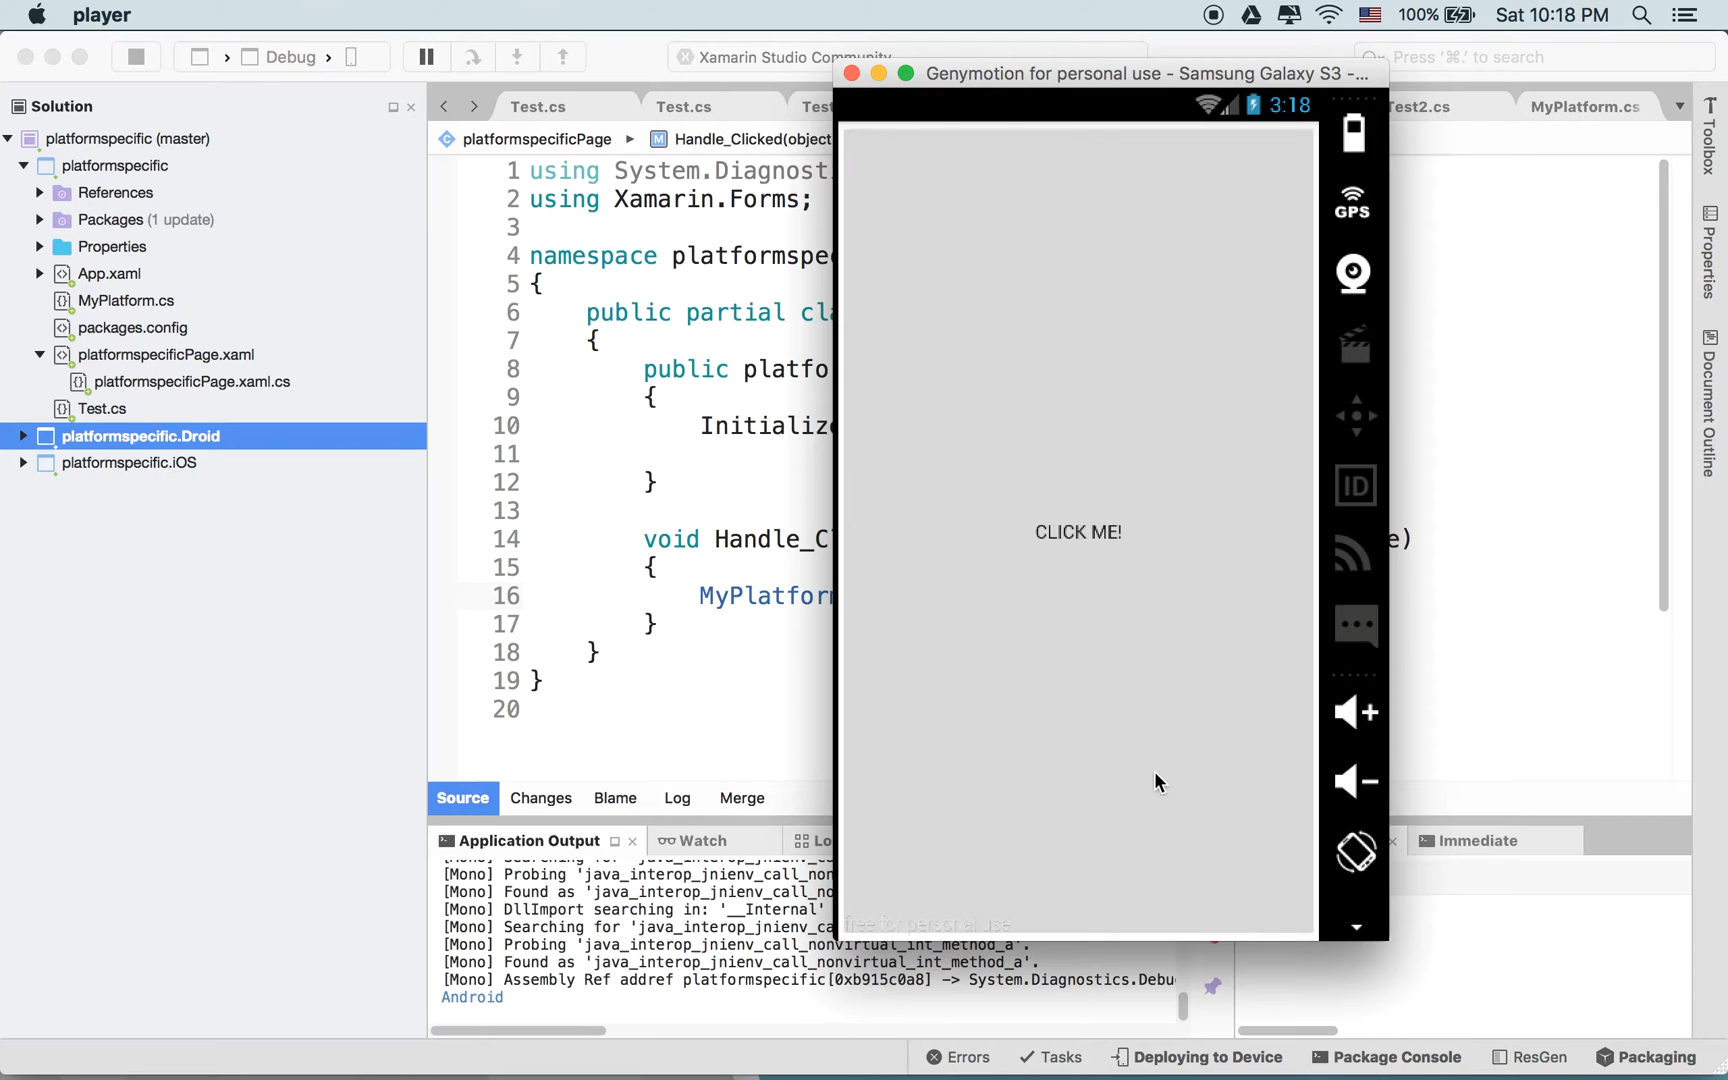 player
100%
Sat 10:18 PM
Debug
Xamarin Studio Community
Press '⌘.' to search
Genymotion for personal use - Samsung Galaxy S3 -...
Solution
Test.cs
Test.cs
Test2.cs
MyPlatform.cs
3:18
platformspecific (master)
platformspecific
References
Packages (1 update)
Properties
App.xaml
MyPlatform.cs
packages.config
platformspecificPage.xaml
platformspecificPage.xaml.cs
Test.cs
platformspecific.Droid
platformspecific.iOS
platformspecificPage
Handle_Clicked(object
1 using System.Diagnost
2 using Xamarin.Forms;
3
4 namespace platformspe
5 {
6 public partial cl
7 {
8 public platfo
9 {
10 Initializ
11
12 }
13
14 void Handle_C
e)
15 {
16 MyPlatfor
17 }
18 }
19 }
20
CLICK ME!
free for personal use
GPS
ID
Toolbox
Properties
Document Outline
Source
Changes
Blame
Log
Merge
Application Output
Watch
Lo
Immediate
[Mono] Searching for 'java_interop_jnienv_call_no
[Mono] Probing 'java_interop_jnienv_call_nonv
[Mono] Found as 'java_interop_jnienv_call_non
[Mono] DllImport searching in: '__Internal'
[Mono] Searching for 'java_interop_jnienv_cal
[Mono] Probing 'java_interop_jnienv_call_nonvirtual_int_method_a'.
[Mono] Found as 'java_interop_jnienv_call_nonvirtual_int_method_a'.
[Mono] Assembly Ref addref platformspecific[0xb915c0a8] -> System.Diagnostics.Debu
Android
Errors
Tasks
Deploying to Device
Package Console
ResGen
Packaging